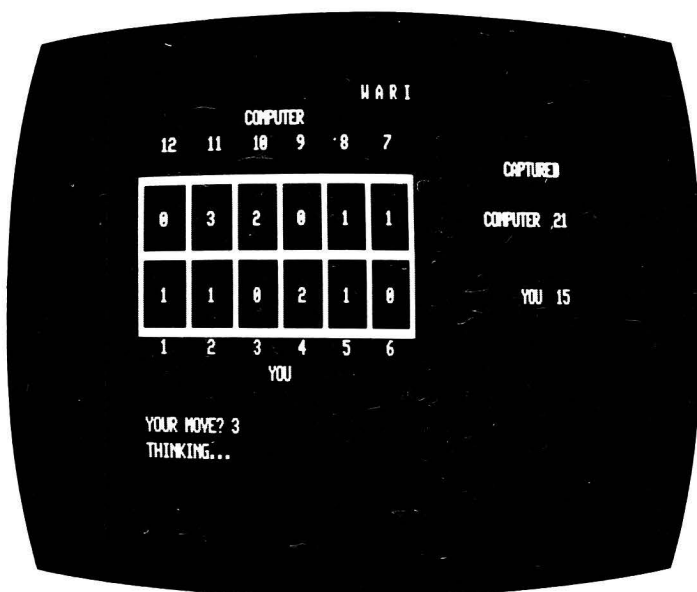 WARI
COMPUTER
12 11 10 9 8 7
CAPTURED
0 3 2 0 1 1
COMPUTER 21
1 1 0 2 1 0
YOU 15
1 2 3 4 5 6
YOU
YOUR MOVE? 3
THINKING...